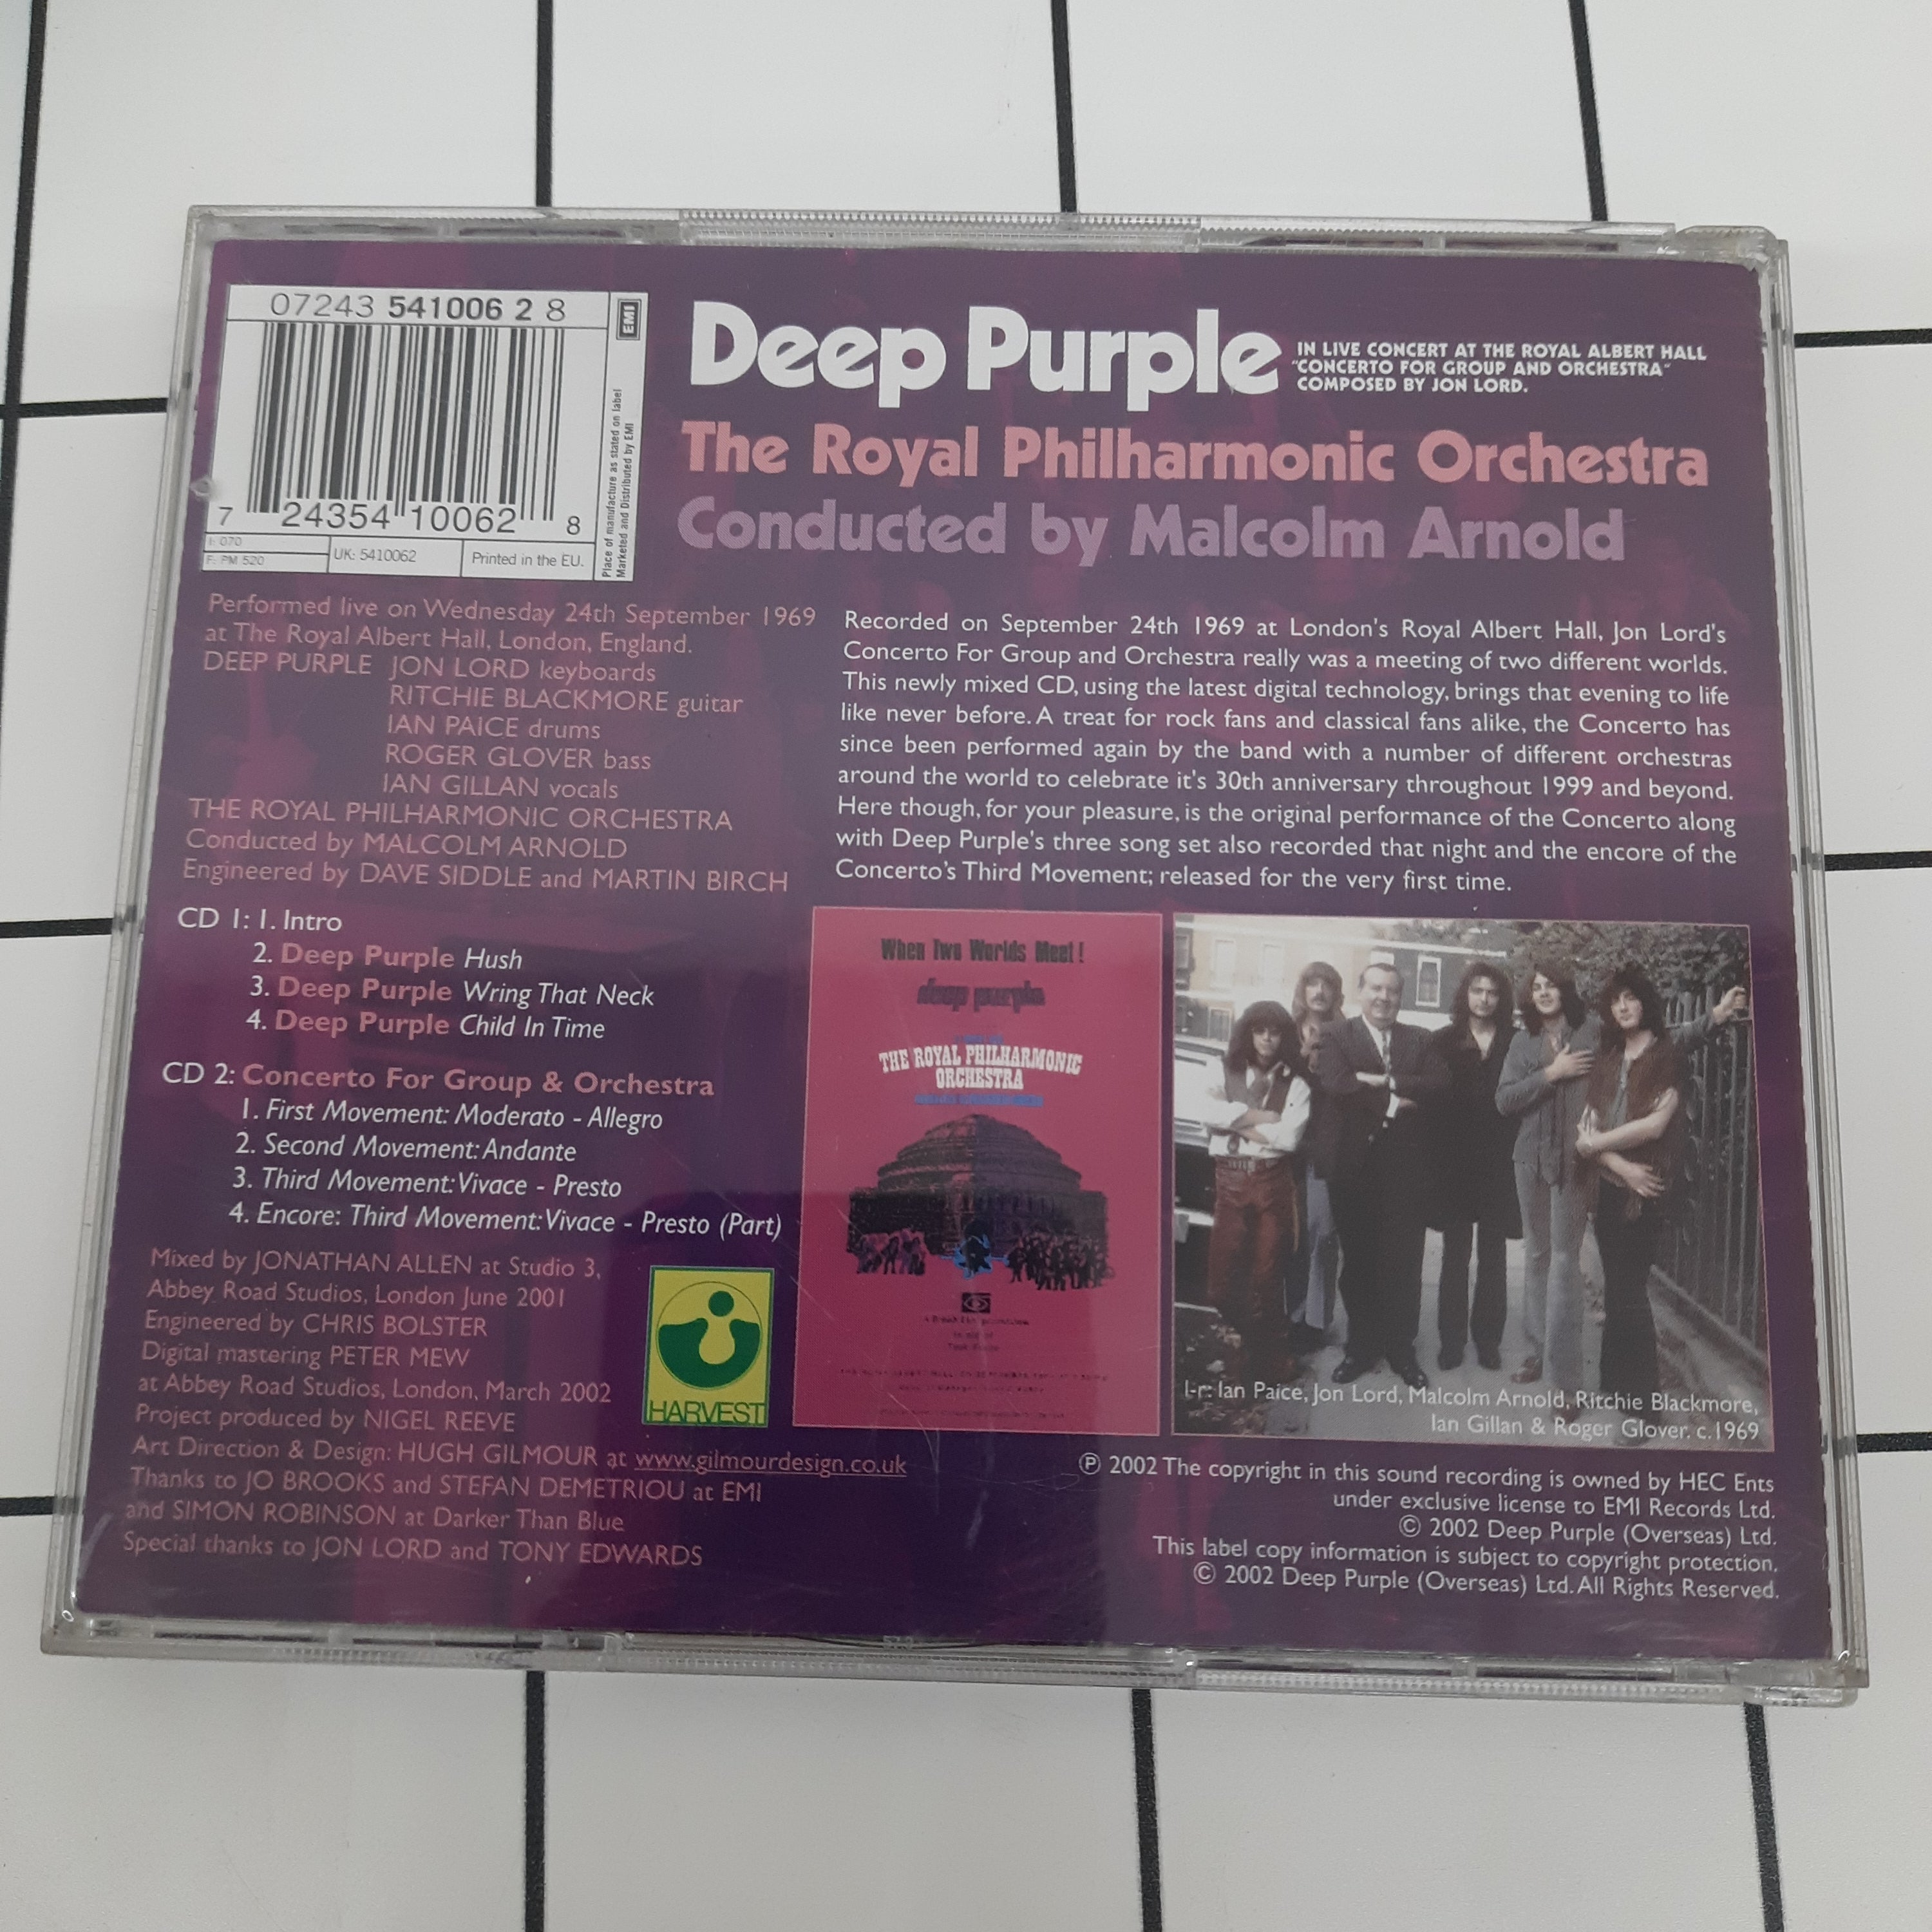 07243 541006 2 8
7 24354 10062 8
I: 070
F: PM 520
UK: 5410062
Printed in the EU.
EMI
Place of manufacture as stated on label
Marketed and Distributed by EMI
Deep Purple
IN LIVE CONCERT AT THE ROYAL ALBERT HALL
"CONCERTO FOR GROUP AND ORCHESTRA"
COMPOSED BY JON LORD.
The Royal Philharmonic Orchestra
Conducted by Malcolm Arnold
Performed live on Wednesday 24th September 1969
at The Royal Albert Hall, London, England.
DEEP PURPLE JON LORD keyboards
RITCHIE BLACKMORE guitar
IAN PAICE drums
ROGER GLOVER bass
IAN GILLAN vocals
THE ROYAL PHILHARMONIC ORCHESTRA
Conducted by MALCOLM ARNOLD
Engineered by DAVE SIDDLE and MARTIN BIRCH
Recorded on September 24th 1969 at London's Royal Albert Hall, Jon Lord's
Concerto For Group and Orchestra really was a meeting of two different worlds.
This newly mixed CD, using the latest digital technology, brings that evening to life
like never before. A treat for rock fans and classical fans alike, the Concerto has
since been performed again by the band with a number of different orchestras
around the world to celebrate it's 30th anniversary throughout 1999 and beyond.
Here though, for your pleasure, is the original performance of the Concerto along
with Deep Purple's three song set also recorded that night and the encore of the
Concerto's Third Movement; released for the very first time.
CD 1: 1. Intro
2. Deep Purple Hush
3. Deep Purple Wring That Neck
4. Deep Purple Child In Time
CD 2: Concerto For Group & Orchestra
1. First Movement: Moderato - Allegro
2. Second Movement: Andante
3. Third Movement: Vivace - Presto
4. Encore: Third Movement: Vivace - Presto (Part)
Mixed by JONATHAN ALLEN at Studio 3,
Abbey Road Studios, London June 2001
Engineered by CHRIS BOLSTER
Digital mastering PETER MEW
at Abbey Road Studios, London, March 2002
Project produced by NIGEL REEVE
Art Direction & Design: HUGH GILMOUR at www.gilmourdesign.co.uk
Thanks to JO BROOKS and STEFAN DEMETRIOU at EMI
and SIMON ROBINSON at Darker Than Blue
Special thanks to JON LORD and TONY EDWARDS
HARVEST
When Two Worlds Meet!
deep purple
THE ROYAL PHILHARMONIC
ORCHESTRA
l-r: Ian Paice, Jon Lord, Malcolm Arnold, Ritchie Blackmore,
Ian Gillan & Roger Glover. c.1969
℗ 2002 The copyright in this sound recording is owned by HEC Ents
under exclusive license to EMI Records Ltd.
© 2002 Deep Purple (Overseas) Ltd.
This label copy information is subject to copyright protection.
© 2002 Deep Purple (Overseas) Ltd. All Rights Reserved.